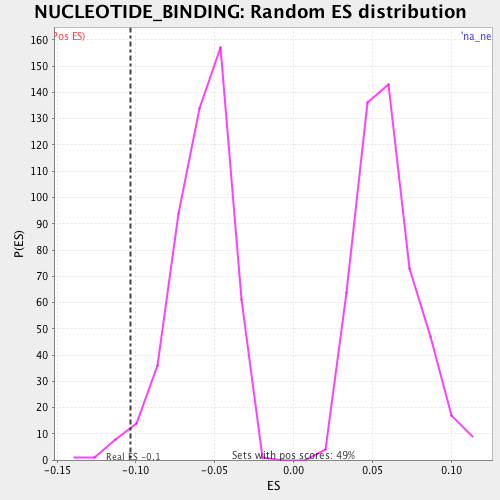 NUCLEOTIDE_BINDING: Random ES distribution
Pos ES)
'na_ne
160
150
140
130
120
110
100
90
80
70
60
50
40
30
20
10
0
P(ES)
Real ES -0.1
Sets with pos scores: 49%
-0.15 -0.10 -0.05 0.00 0.05 0.10
ES